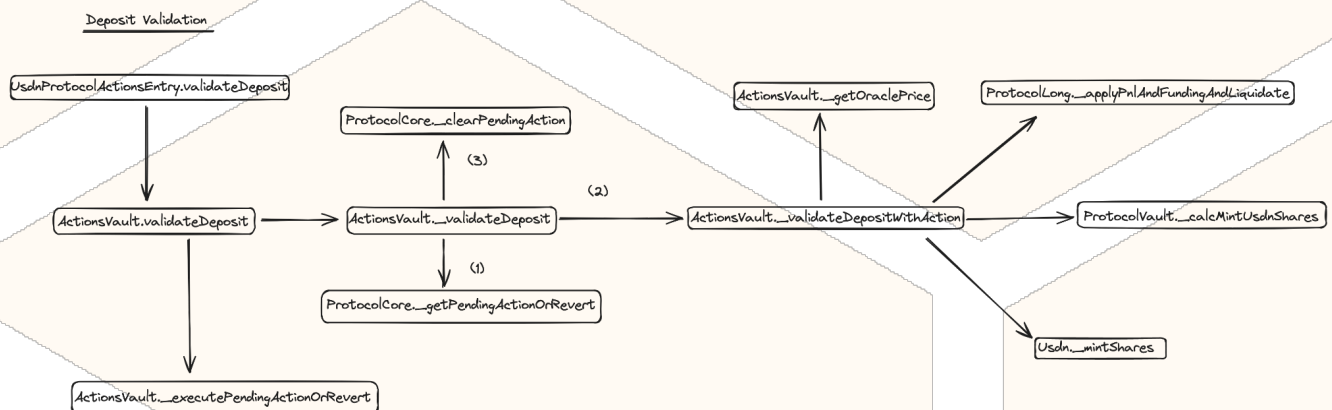 Deposit Validation
UsdnProtocolActionsEntry.validateDeposit
ActionsVault._getOraclePrice
ProtocolLong._applyPnlAndFundingAndLiquidate
ProtocolCore._clearPendingAction
(3)
(2)
ActionsVault.validateDeposit
ActionsVault._validateDeposit
ActionsVault._validateDepositWithAction
ProtocolVault._calcMintUsdnShares
(1)
ProtocolCore._getPendingActionOrRevert
Usdn._mintShares
ActionsVault._executePendingActionOrRevert